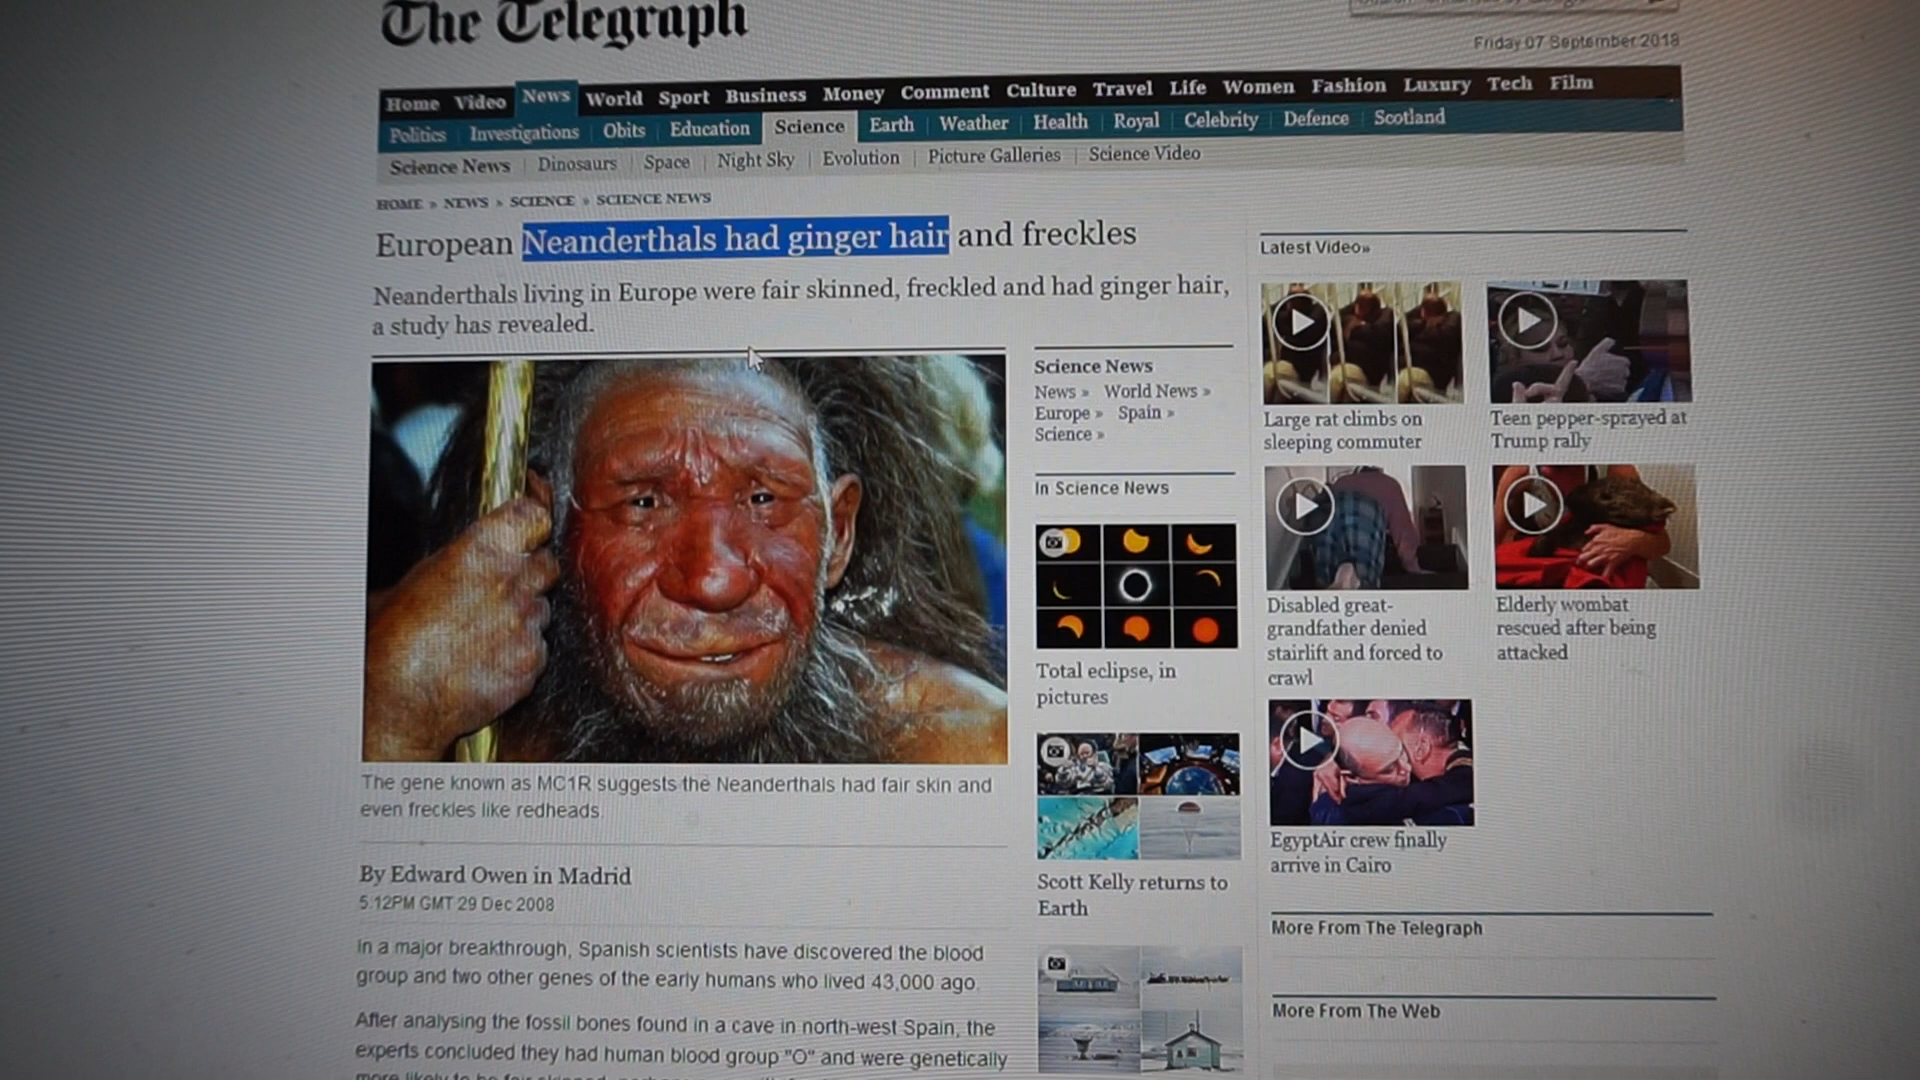 The Telegraph
Friday 07 September 2018
Home Video News World Sport Business Money Comment Culture Travel Life Women Fashion Luxury Tech Film
Politics Investigations Obits Education Science Earth Weather Health Royal Celebrity Defence Scotland
Science News Dinosaurs Space Night Sky Evolution Picture Galleries Science Video
HOME » NEWS » SCIENCE » SCIENCE NEWS
European Neanderthals had ginger hair and freckles
Neanderthals living in Europe were fair skinned, freckled and had ginger hair,
a study has revealed.
The gene known as MC1R suggests the Neanderthals had fair skin and
even freckles like redheads
By Edward Owen in Madrid
5:12PM GMT 29 Dec 2008
In a major breakthrough, Spanish scientists have discovered the blood
group and two other genes of the early humans who lived 43,000 ago.
After analysing the fossil bones found in a cave in north-west Spain, the
experts concluded they had human blood group "O" and were genetically
Science News
News » World News »
Europe » Spain »
Science »
In Science News
Total eclipse, in
pictures
Scott Kelly returns to
Earth
Latest Video»
Large rat climbs on
sleeping commuter
Teen pepper-sprayed at
Trump rally
Disabled great-
grandfather denied
stairlift and forced to
crawl
Elderly wombat
rescued after being
attacked
EgyptAir crew finally
arrive in Cairo
More From The Telegraph
More From The Web